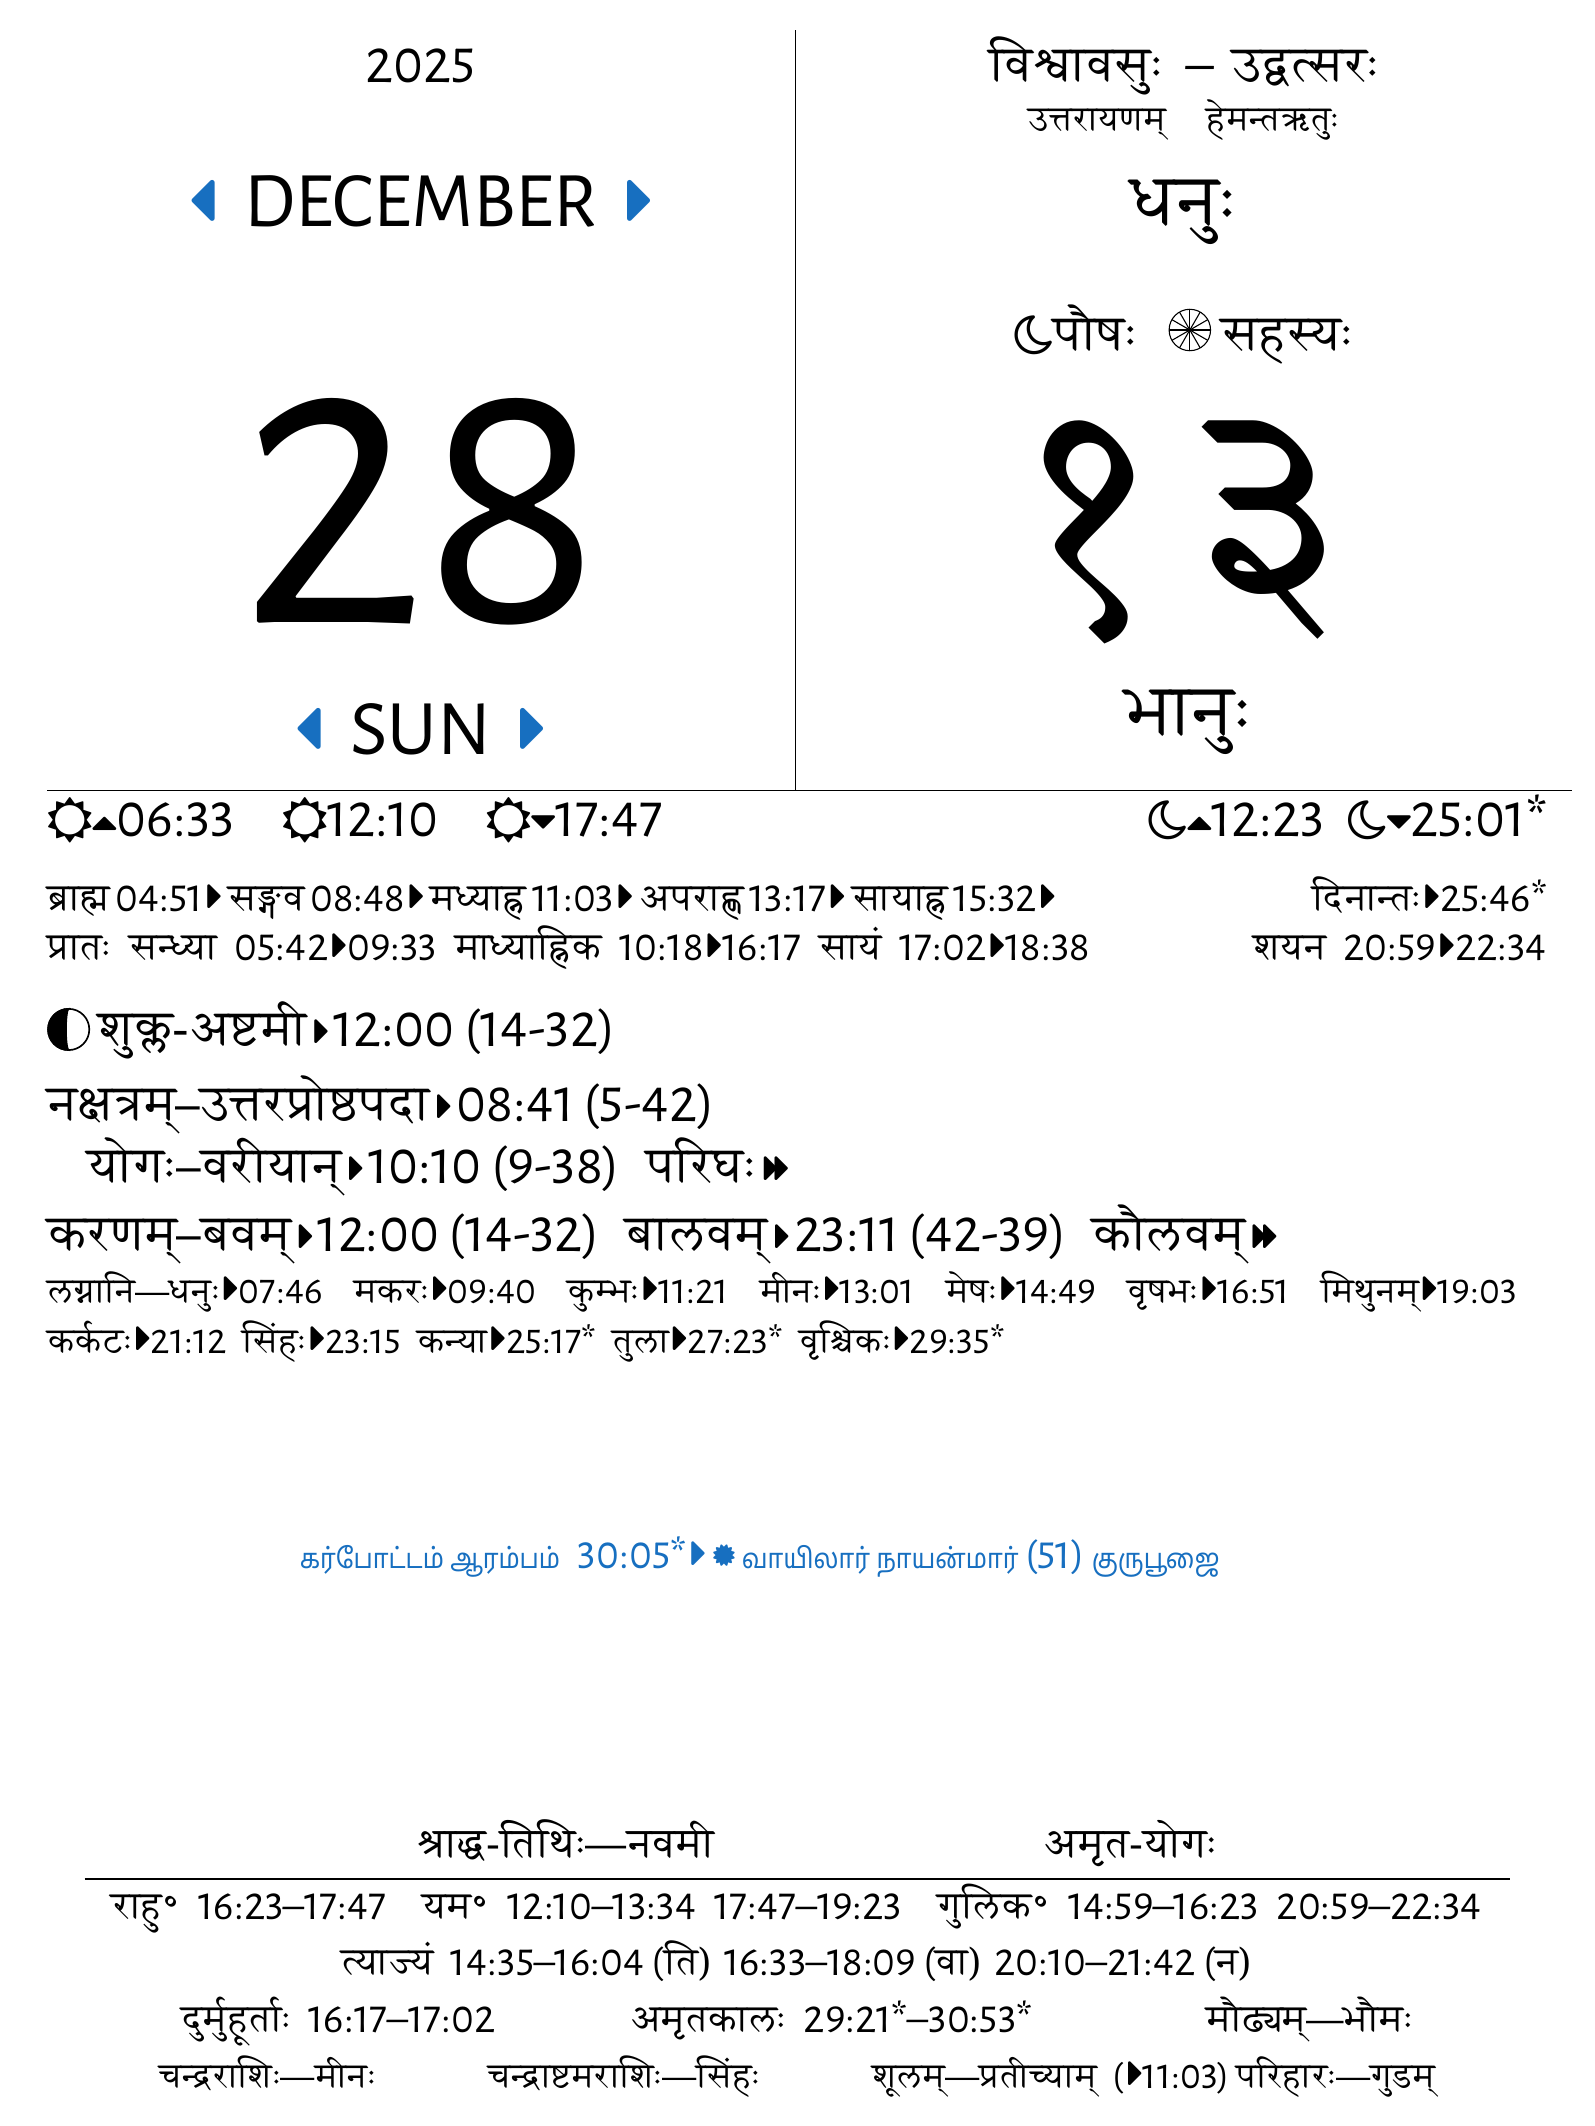 2025
DECEMBER
28
SUN
विश्वावसुः – उद्वत्सरः
उत्तरायणम् हेमन्तऋतुः
धनुः
पौषः सहस्यः
१३
भानुः
06:33 12:10 17:47 12:23 25:01*
ब्राह्म 04:51 सङ्गव 08:48 मध्याह्न 11:03 अपराह्ण 13:17 सायाह्न 15:32 दिनान्तः 25:46*
प्रातः सन्ध्या 05:42 09:33 माध्याह्निक 10:18 16:17 सायं 17:02 18:38 शयन 20:59 22:34
शुक्ल-अष्टमी 12:00 (14-32)
नक्षत्रम्–उत्तरप्रोष्ठपदा 08:41 (5-42)
योगः–वरीयान् 10:10 (9-38) परिघः
करणम्–बवम् 12:00 (14-32) बालवम् 23:11 (42-39) कौलवम्
लग्नानि—धनुः 07:46 मकरः 09:40 कुम्भः 11:21 मीनः 13:01 मेषः 14:49 वृषभः 16:51 मिथुनम् 19:03
कर्कटः 21:12 सिंहः 23:15 कन्या 25:17* तुला 27:23* वृश्चिकः 29:35*
கர்போட்டம் ஆரம்பம் 30:05* வாயிலார் நாயன்மார் (51) குருபூஜை
श्राद्ध-तिथिः—नवमी अमृत-योगः
राहु॰ 16:23–17:47 यम॰ 12:10–13:34 17:47–19:23 गुलिक॰ 14:59–16:23 20:59–22:34
त्याज्यं 14:35–16:04 (ति) 16:33–18:09 (वा) 20:10–21:42 (न)
दुर्मुहूर्ताः 16:17–17:02 अमृतकालः 29:21*–30:53* मौढ्यम्—भौमः
चन्द्रराशिः—मीनः चन्द्राष्टमराशिः—सिंहः शूलम्—प्रतीच्याम् (11:03) परिहारः—गुडम्